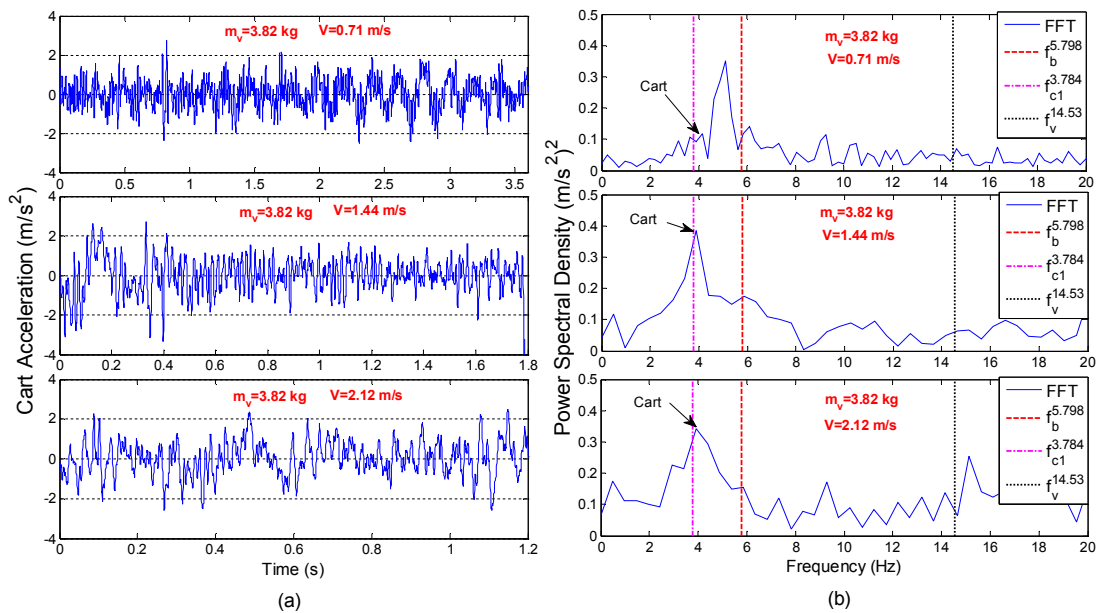 Cart Acceleration (m/s²)
m_v=3.82 kg V=0.71 m/s
4
2
0
-2
-4
0 0.5 1 1.5 2 2.5 3 3.5
m_v=3.82 kg V=1.44 m/s
4
2
0
-2
-4
0 0.2 0.4 0.6 0.8 1 1.2 1.4 1.6 1.8
m_v=3.82 kg V=2.12 m/s
4
2
0
-2
-4
0 0.2 0.4 0.6 0.8 1 1.2
Time (s)
(a)
Power Spectral Density (m/s²)²
m_v=3.82 kg
V=0.71 m/s
Cart
FFT
f_b^5.798
f_c1^3.784
f_v^14.53
0.5
0.4
0.3
0.2
0.1
0
0 2 4 6 8 10 12 14 16 18 20
m_v=3.82 kg
V=1.44 m/s
Cart
FFT
f_b^5.798
f_c1^3.784
f_v^14.53
0.5
0.4
0.3
0.2
0.1
0
0 2 4 6 8 10 12 14 16 18 20
m_v=3.82 kg
V=2.12 m/s
Cart
FFT
f_b^5.798
f_c1^3.784
f_v^14.53
0.5
0.4
0.3
0.2
0.1
0
0 2 4 6 8 10 12 14 16 18 20
Frequency (Hz)
(b)